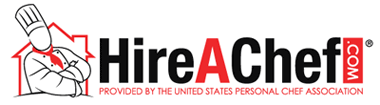 HireAChef.COM®
PROVIDED BY THE UNITED STATES PERSONAL CHEF ASSOCIATION